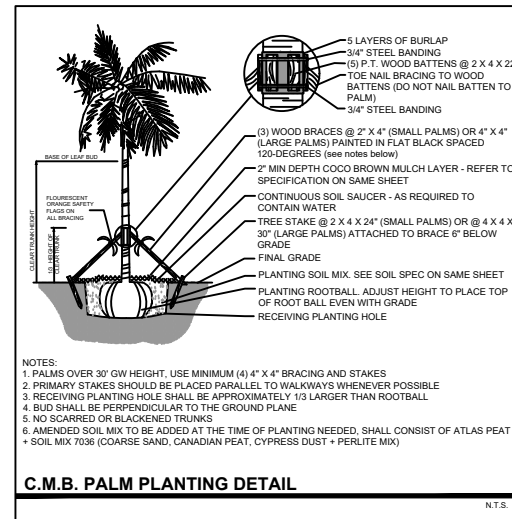 5 LAYERS OF BURLAP
3/4" STEEL BANDING
(5) P.T. WOOD BATTENS @ 2 X 4 X 22
TOE NAIL BRACING TO WOOD
BATTENS (DO NOT NAIL BATTEN TO
PALM)
3/4" STEEL BANDING
(3) WOOD BRACES @ 2" X 4" (SMALL PALMS) OR 4" X 4"
(LARGE PALMS) PAINTED IN FLAT BLACK SPACED
120-DEGREES (see notes below)
2" MIN DEPTH COCO BROWN MULCH LAYER - REFER TO
SPECIFICATION ON SAME SHEET
CONTINUOUS SOIL SAUCER - AS REQUIRED TO
CONTAIN WATER
TREE STAKE @ 2 X 4 X 24" (SMALL PALMS) OR @ 4 X 4 X
30" (LARGE PALMS) ATTACHED TO BRACE 6" BELOW
GRADE
FINAL GRADE
PLANTING SOIL MIX. SEE SOIL SPEC ON SAME SHEET
PLANTING ROOTBALL. ADJUST HEIGHT TO PLACE TOP
OF ROOT BALL EVEN WITH GRADE
RECEIVING PLANTING HOLE
BASE OF LEAF BUD
FLOURESCENT
ORANGE SAFETY
FLAGS ON
ALL BRACING
CLEAR TRUNK HEIGHT
1/3 HEIGHT OF
CLEAR TRUNK
NOTES:
1. PALMS OVER 30' GW HEIGHT, USE MINIMUM (4) 4" X 4" BRACING AND STAKES
2. PRIMARY STAKES SHOULD BE PLACED PARALLEL TO WALKWAYS WHENEVER POSSIBLE
3. RECEIVING PLANTING HOLE SHALL BE APPROXIMATELY 1/3 LARGER THAN ROOTBALL
4. BUD SHALL BE PERPENDICULAR TO THE GROUND PLANE
5. NO SCARRED OR BLACKENED TRUNKS
6. AMENDED SOIL MIX TO BE ADDED AT THE TIME OF PLANTING NEEDED, SHALL CONSIST OF ATLAS PEAT
+ SOIL MIX 7036 (COARSE SAND, CANADIAN PEAT, CYPRESS DUST + PERLITE MIX)
C.M.B. PALM PLANTING DETAIL
N.T.S.